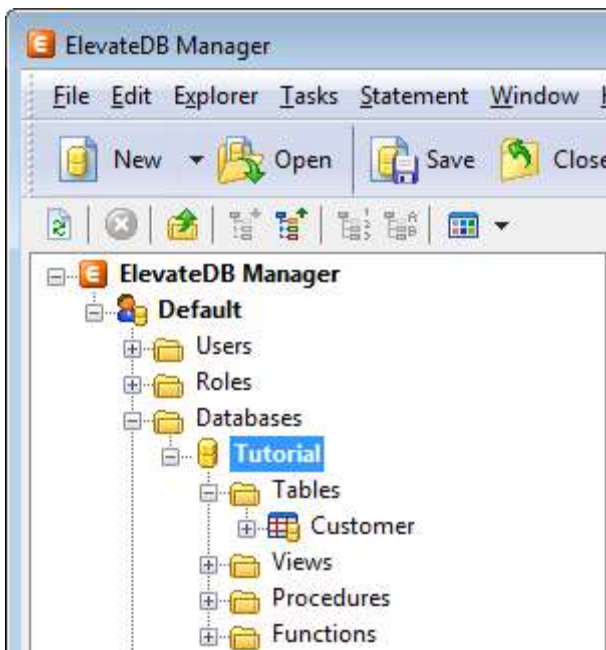 ElevateDB Manager
File Edit Explorer Tasks Statement Window
New Open Save Close
ElevateDB Manager
Default
Users
Roles
Databases
Tutorial
Tables
Customer
Views
Procedures
Functions